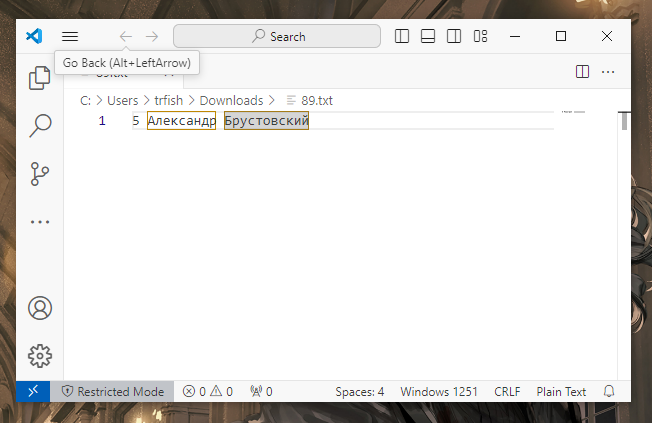 Search
Go Back (Alt+LeftArrow)
C: > Users > trfish > Downloads > 89.txt
1 5 Александр Брустовский
Restricted Mode 0 0 0 Spaces: 4 Windows 1251 CRLF Plain Text